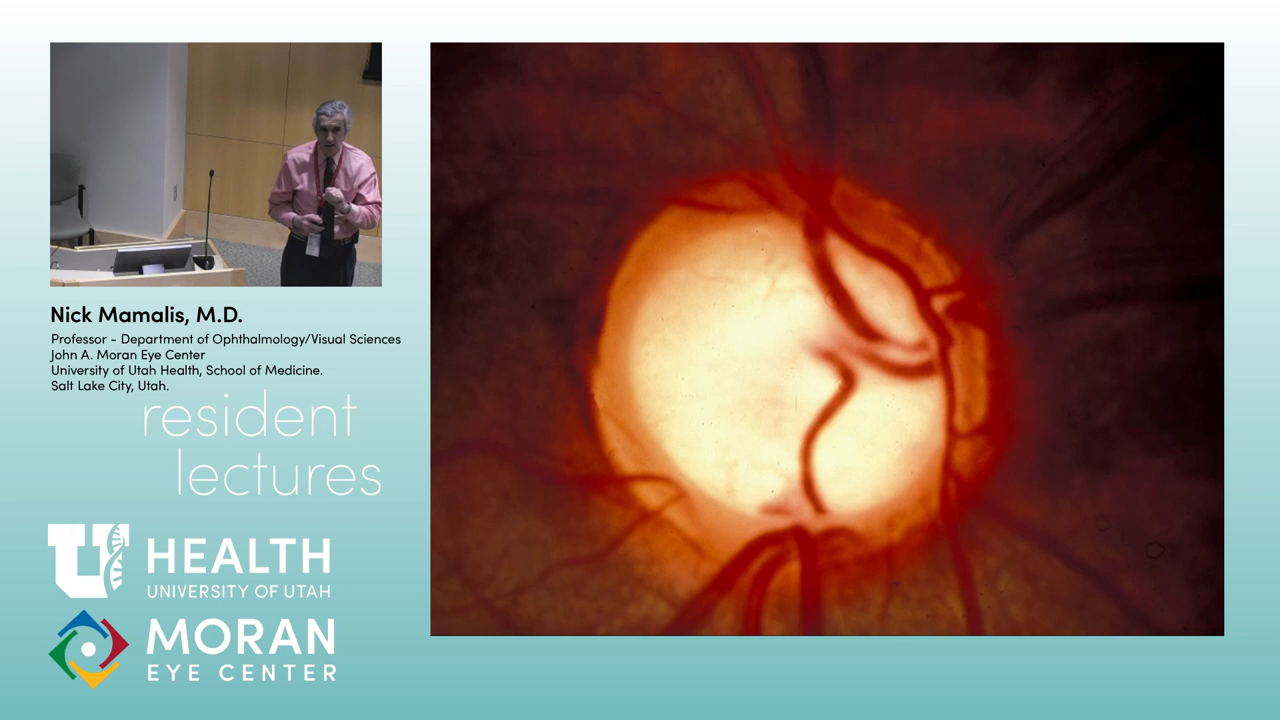 Nick Mamalis, M.D.
Professor - Department of Ophthalmology/Visual Sciences
John A. Moran Eye Center
University of Utah Health, School of Medicine.
Salt Lake City, Utah.
resident
lectures
U HEALTH
UNIVERSITY OF UTAH
MORAN
EYE CENTER